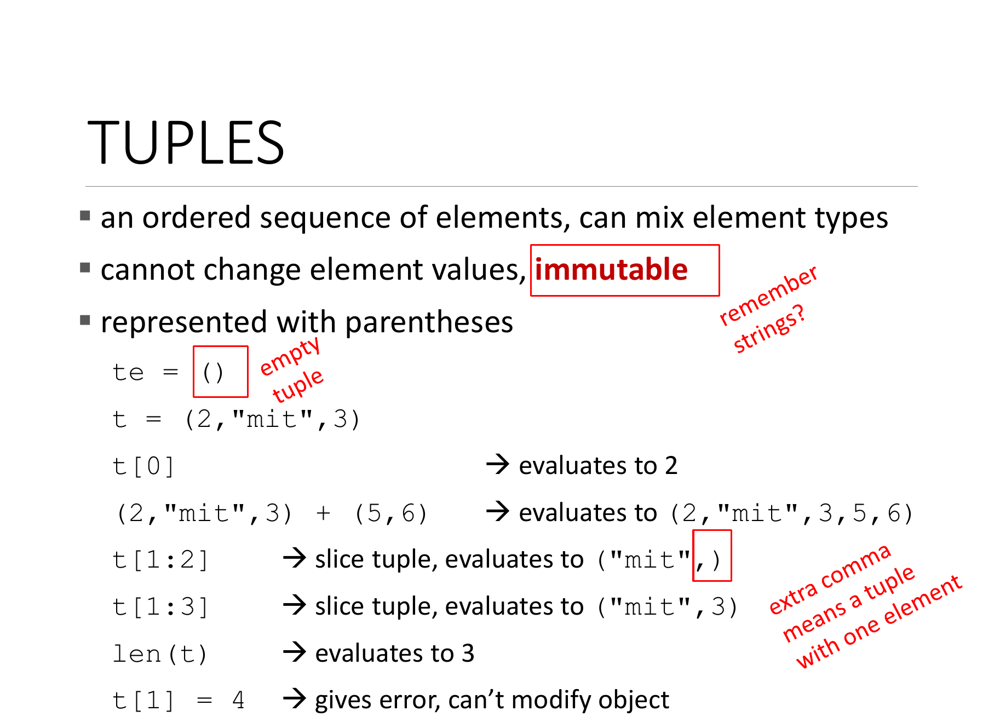 TUPLES
▪ an ordered sequence of elements, can mix element types
▪ cannot change element values, immutable
remember
strings?
▪ represented with parentheses
te = ()
empty
tuple
t = (2,"mit",3)
t[0] → evaluates to 2
(2,"mit",3) + (5,6) → evaluates to (2,"mit",3,5,6)
t[1:2] → slice tuple, evaluates to ("mit",)
extra comma
means a tuple
with one element
t[1:3] → slice tuple, evaluates to ("mit",3)
len(t) → evaluates to 3
t[1] = 4 → gives error, can’t modify object